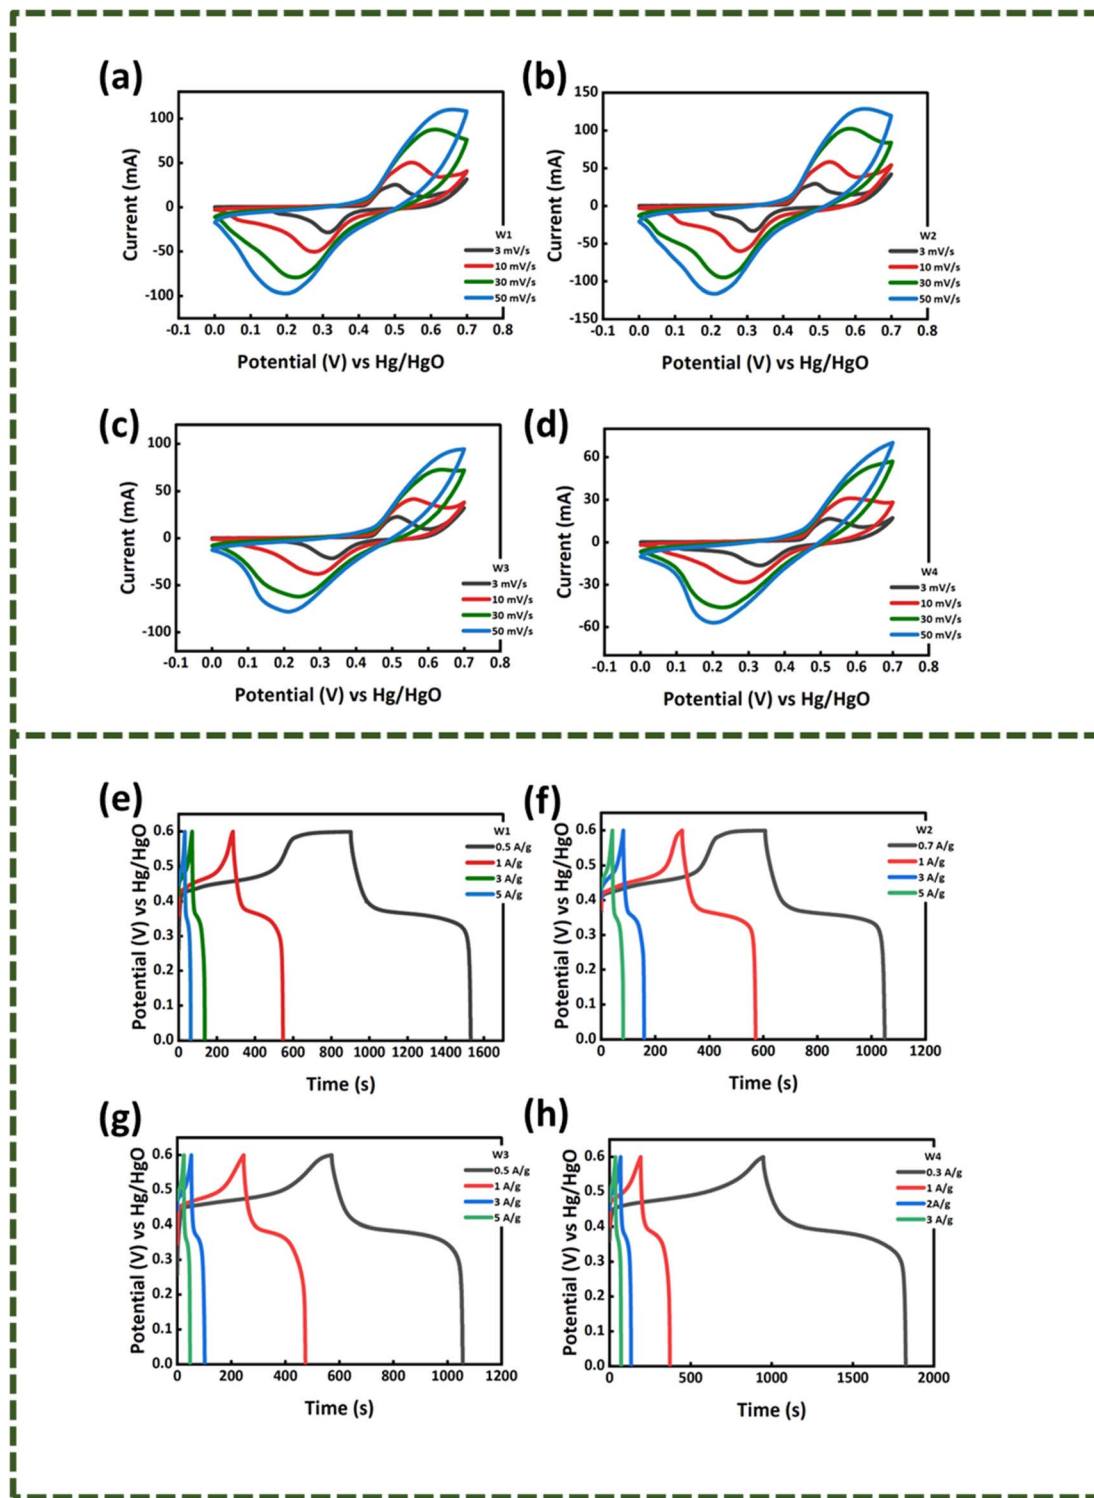 (a)
(b)
Current (mA)
100
50
0
-50
-100
W1
3 mV/s
10 mV/s
30 mV/s
50 mV/s
-0.1 0.0 0.1 0.2 0.3 0.4 0.5 0.6 0.7 0.8
Potential (V) vs Hg/HgO
Current (mA)
150
100
50
0
-50
-100
-150
W2
3 mV/s
10 mV/s
30 mV/s
50 mV/s
-0.1 0.0 0.1 0.2 0.3 0.4 0.5 0.6 0.7 0.8
Potential (V) vs Hg/HgO
(c)
(d)
Current (mA)
100
50
0
-50
-100
W3
3 mV/s
10 mV/s
30 mV/s
50 mV/s
-0.1 0.0 0.1 0.2 0.3 0.4 0.5 0.6 0.7 0.8
Potential (V) vs Hg/HgO
Current (mA)
60
30
0
-30
-60
W4
3 mV/s
10 mV/s
30 mV/s
50 mV/s
-0.1 0.0 0.1 0.2 0.3 0.4 0.5 0.6 0.7 0.8
Potential (V) vs Hg/HgO
(e)
(f)
Potential (V) vs Hg/HgO
0.6
0.5
0.4
0.3
0.2
0.1
0.0
W1
0.5 A/g
1 A/g
3 A/g
5 A/g
0 200 400 600 800 1000 1200 1400 1600
Time (s)
Potential (V) vs Hg/HgO
0.6
0.5
0.4
0.3
0.2
0.1
0.0
W2
0.7 A/g
1 A/g
3 A/g
5 A/g
0 200 400 600 800 1000 1200
Time (s)
(g)
(h)
Potential (V) vs Hg/HgO
0.6
0.5
0.4
0.3
0.2
0.1
0.0
W3
0.5 A/g
1 A/g
3 A/g
5 A/g
0 200 400 600 800 1000 1200
Time (s)
Potential (V) vs Hg/HgO
0.6
0.5
0.4
0.3
0.2
0.1
0.0
W4
0.3 A/g
1 A/g
2A/g
3 A/g
0 500 1000 1500 2000
Time (s)